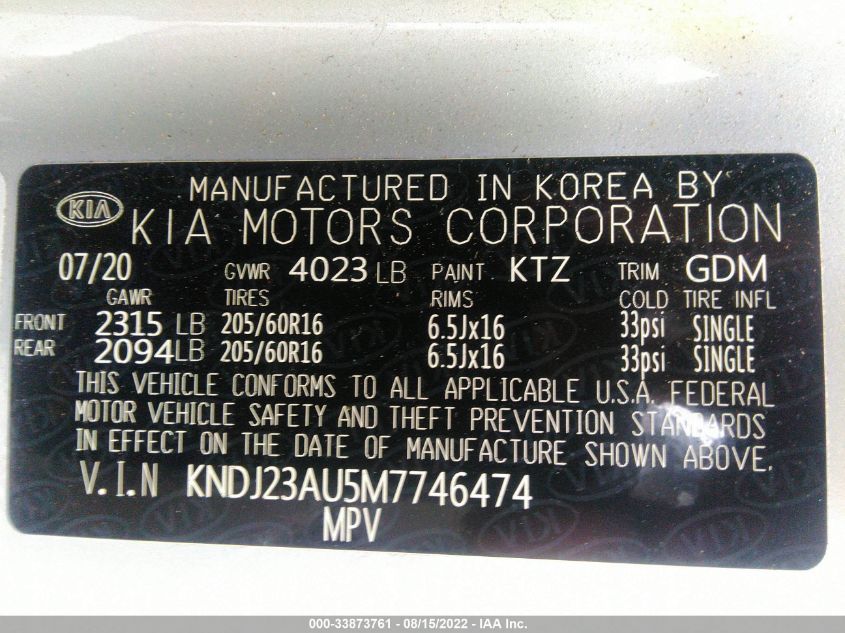 MANUFACTURED IN KOREA BY
KIA KIA MOTORS CORPORATION
07/20 GVWR 4023 LB PAINT KTZ TRIM GDM
GAWR TIRES RIMS COLD TIRE INFL
FRONT 2315 LB 205/60R16 6.5Jx16 33psi SINGLE
REAR 2094 LB 205/60R16 6.5Jx16 33psi SINGLE
THIS VEHICLE CONFORMS TO ALL APPLICABLE U.S.A. FEDERAL
MOTOR VEHICLE SAFETY AND THEFT PREVENTION STANDARDS
IN EFFECT ON THE DATE OF MANUFACTURE SHOWN ABOVE.
V.I.N KNDJ23AU5M7746474
MPV
000-33873761 - 08/15/2022 - IAA Inc.